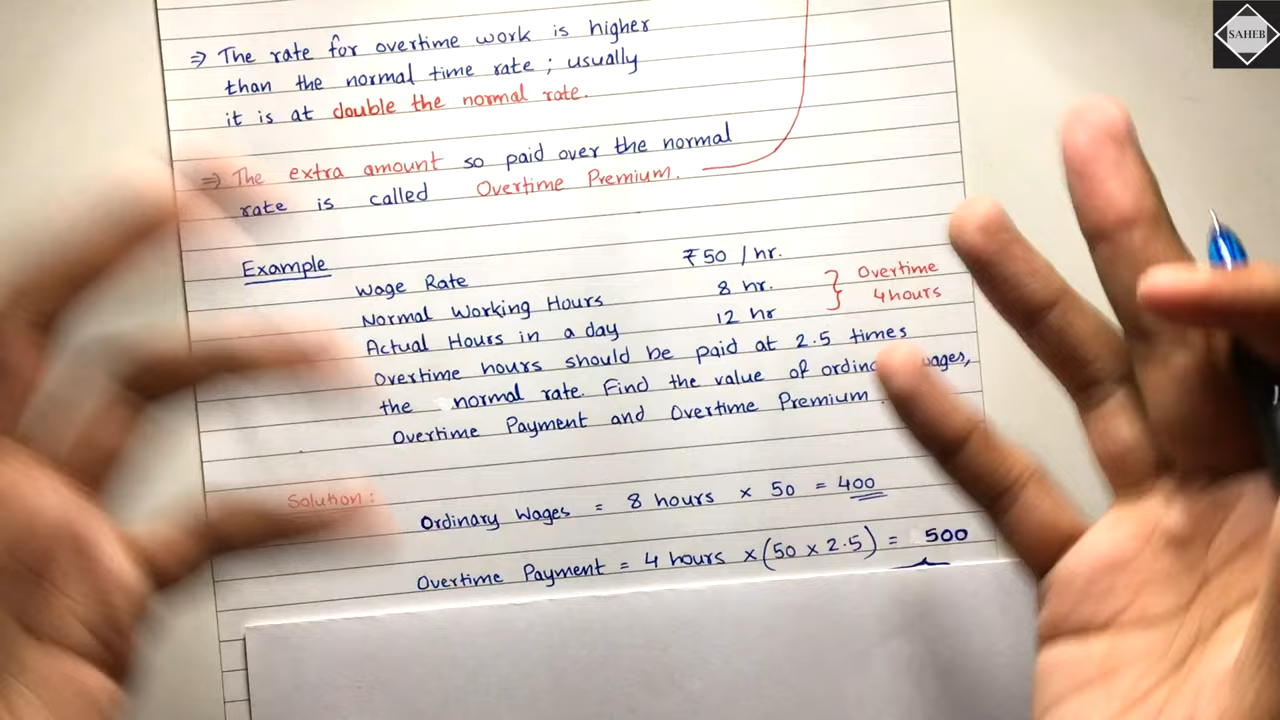 SAHEB
⇒ The rate for overtime work is higher
than the normal time rate; usually
it is at double the normal rate.
⇒ The extra amount so paid over the normal
rate is called Overtime Premium.
Example
Wage Rate ₹50 / hr.
Normal Working Hours 8 hr.
Actual Hours in a day 12 hr
} Overtime
4 hours
Overtime hours should be paid at 2.5 times
the normal rate. Find the value of ordina wages,
Overtime Payment and Overtime Premium.
Solution:
Ordinary Wages = 8 hours × 50 = 400
Overtime Payment = 4 hours × (50 × 2.5) = 500